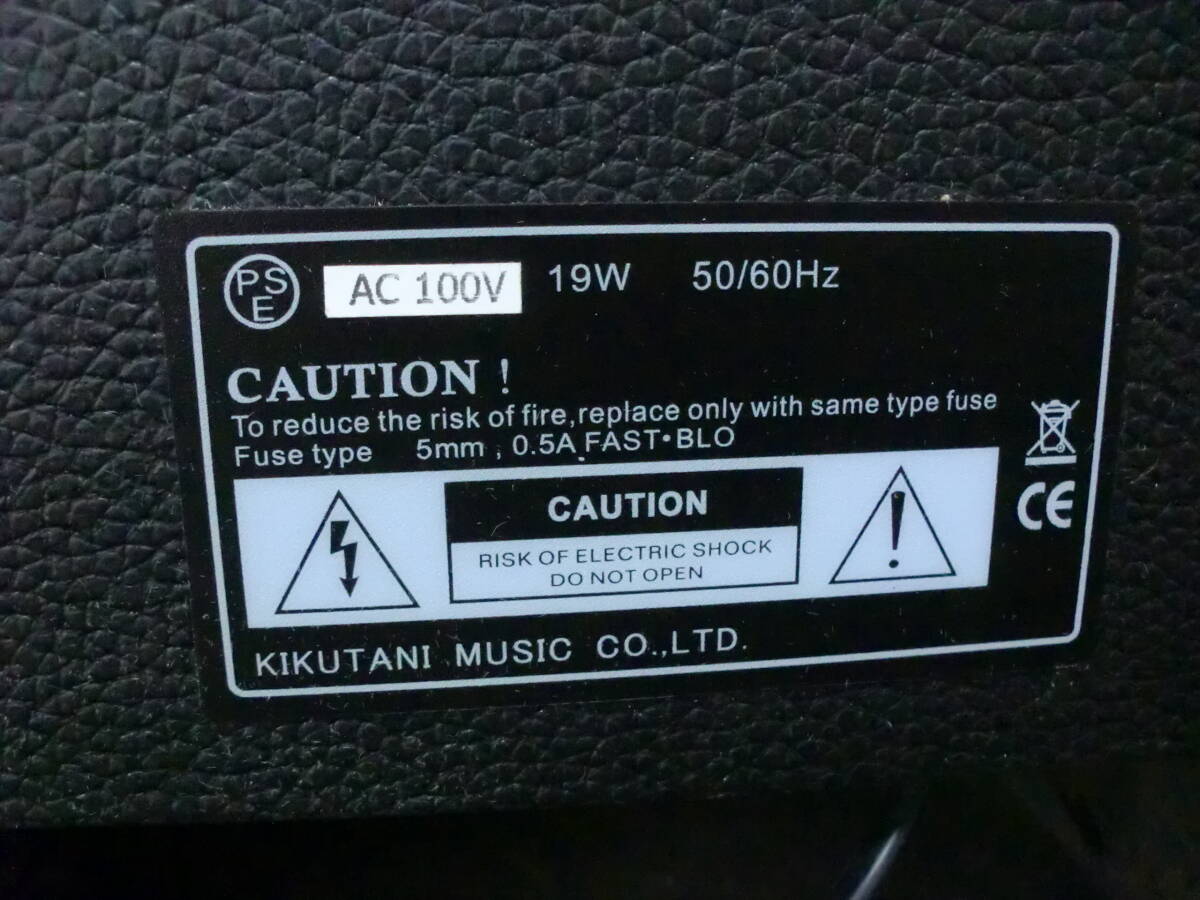 PSE AC 100V 19W 50/60Hz
CAUTION !
To reduce the risk of fire,replace only with same type fuse
Fuse type 5mm , 0.5A FAST•BLO
CAUTION
RISK OF ELECTRIC SHOCK
DO NOT OPEN
CE
KIKUTANI MUSIC CO.,LTD.